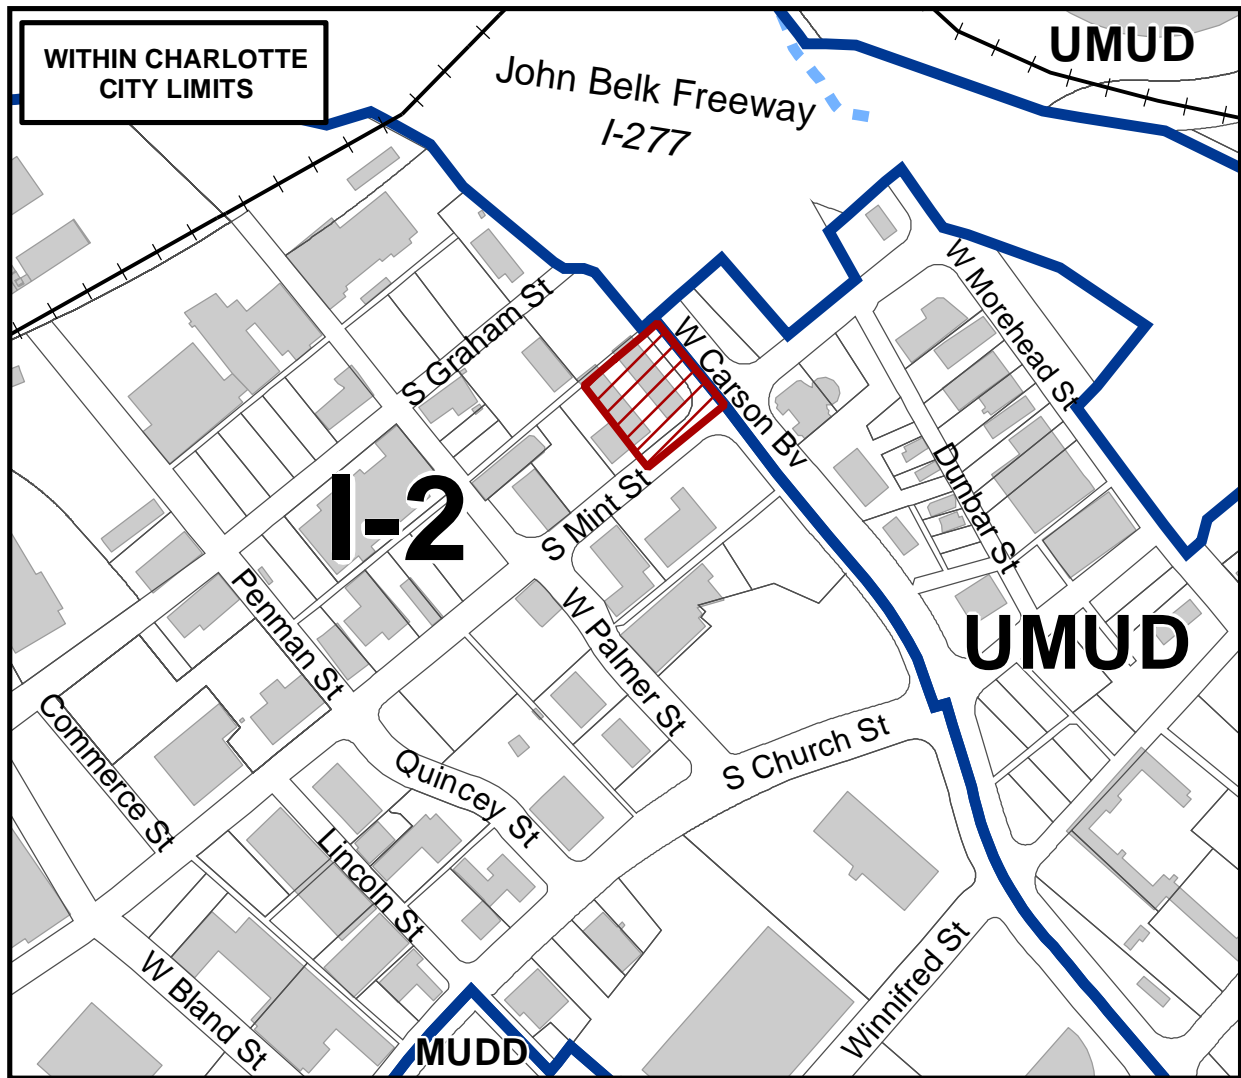 WITHIN CHARLOTTE
CITY LIMITS
UMUD
John Belk Freeway
I-277
W Morehead St
S Graham St
W Carson Bv
I-2
S Mint St
Dunbar St
Penman St
W Palmer St
UMUD
Commerce St
S Church St
Quincey St
Lincoln St
W Bland St
Winnifred St
MUDD